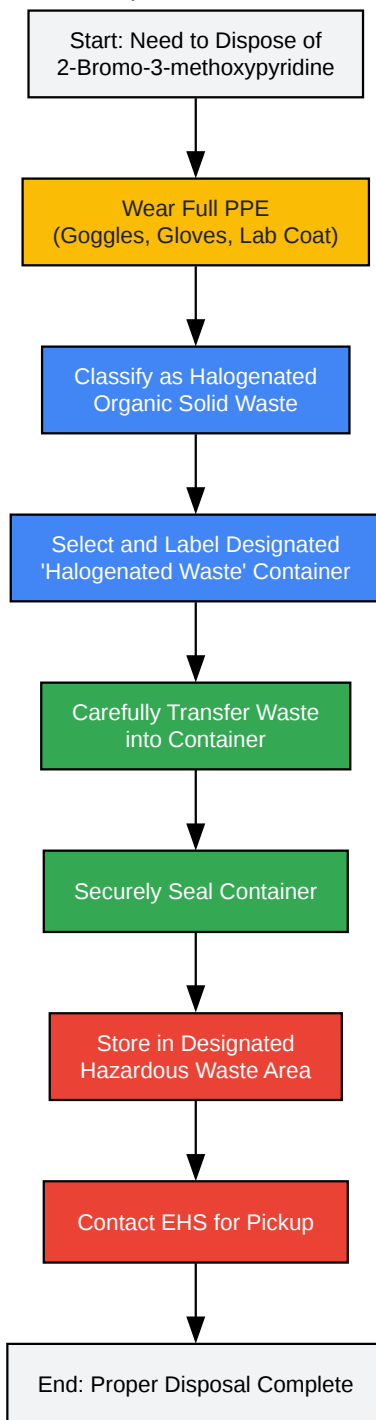 Start: Need to Dispose of
2-Bromo-3-methoxypyridine
Wear Full PPE
(Goggles, Gloves, Lab Coat)
Classify as Halogenated
Organic Solid Waste
Select and Label Designated
'Halogenated Waste' Container
Carefully Transfer Waste
into Container
Securely Seal Container
Store in Designated
Hazardous Waste Area
Contact EHS for Pickup
End: Proper Disposal Complete